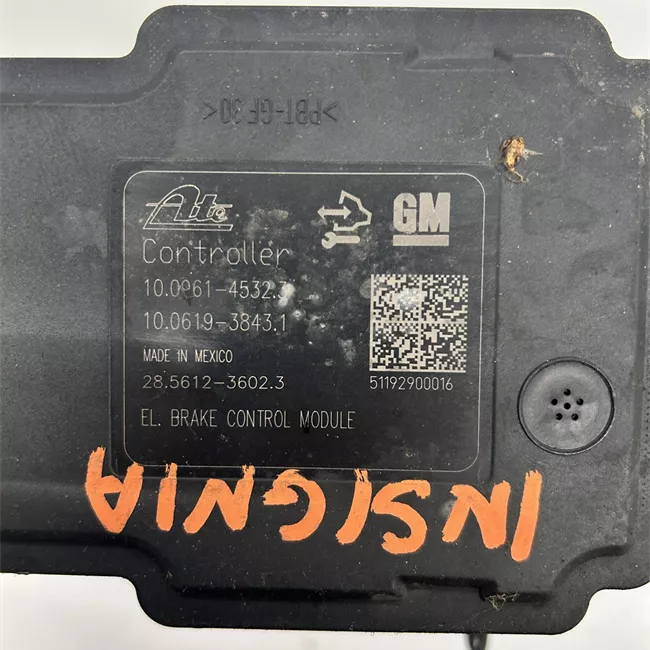 >PBT-GF30<
Ate
GM
Controller
10.0961-4532.3
10.0619-3843.1
MADE IN MEXICO
28.5612-3602.3
51192900016
EL. BRAKE CONTROL MODULE
INSIGNIA